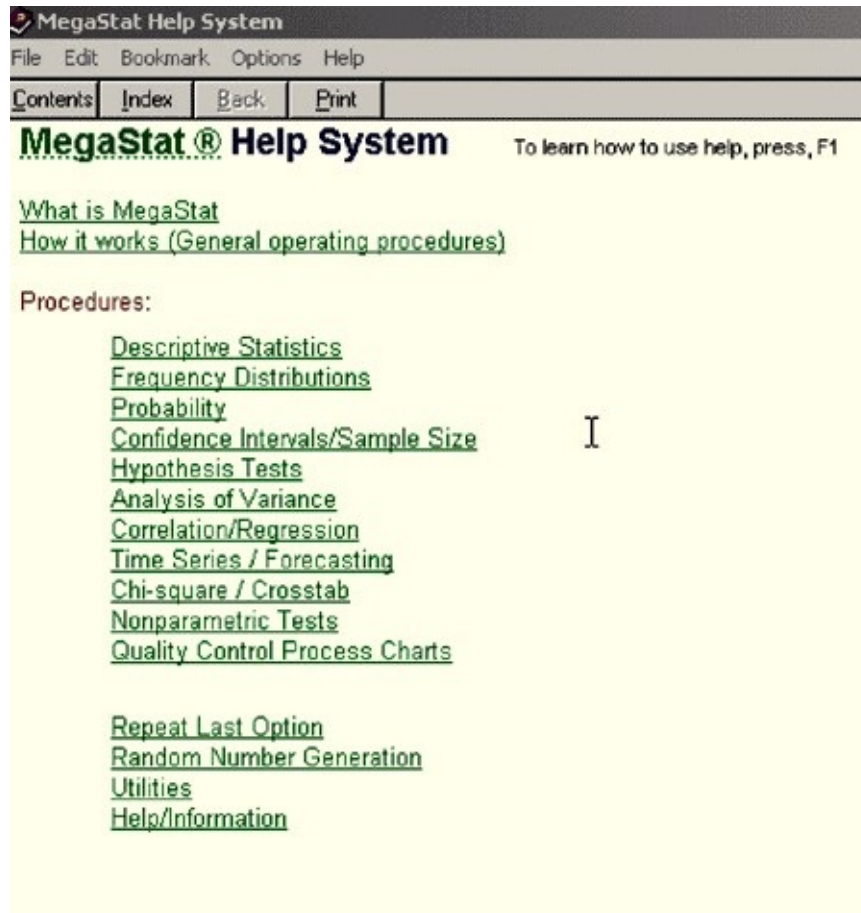 MegaStat Help System
File Edit Bookmark Options Help
Contents Index Back Print
MegaStat ® Help System To learn how to use help, press, F1
What is MegaStat
How it works (General operating procedures)
Procedures:
Descriptive Statistics
Frequency Distributions
Probability
Confidence Intervals/Sample Size
Hypothesis Tests
Analysis of Variance
Correlation/Regression
Time Series / Forecasting
Chi-square / Crosstab
Nonparametric Tests
Quality Control Process Charts
Repeat Last Option
Random Number Generation
Utilities
Help/Information